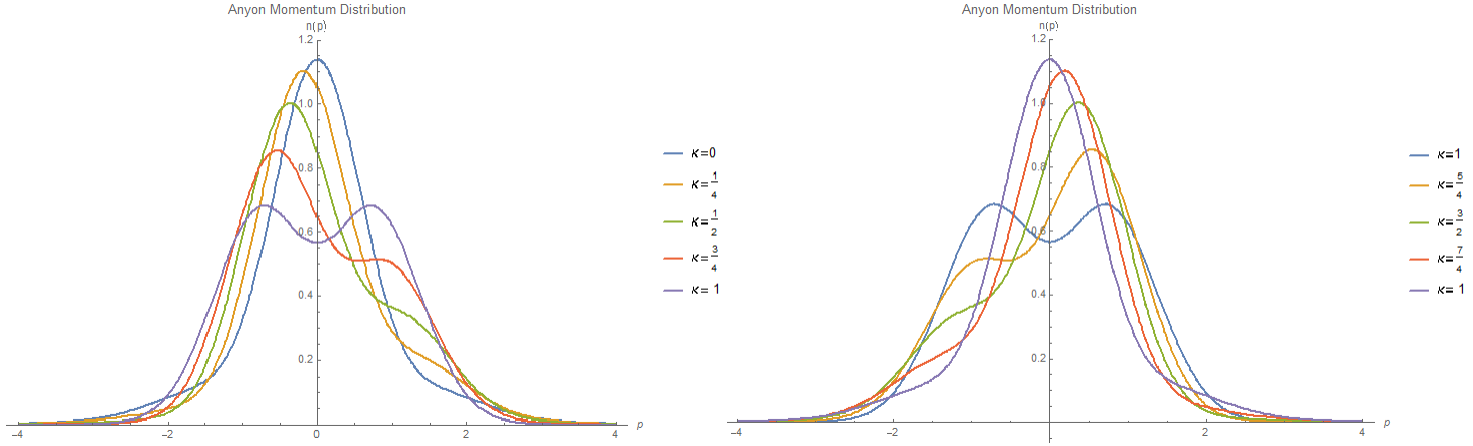 Anyon Momentum Distribution
n(p)
1.2
1.0
0.8
0.6
0.4
0.2
−4
−2
0
2
4
p
κ=0
κ=1/4
κ=1/2
κ=3/4
κ= 1
Anyon Momentum Distribution
n(p)
1.2
1.0
0.8
0.6
0.4
0.2
−4
−2
0
2
4
p
κ=1
κ=5/4
κ=3/2
κ=7/4
κ= 1